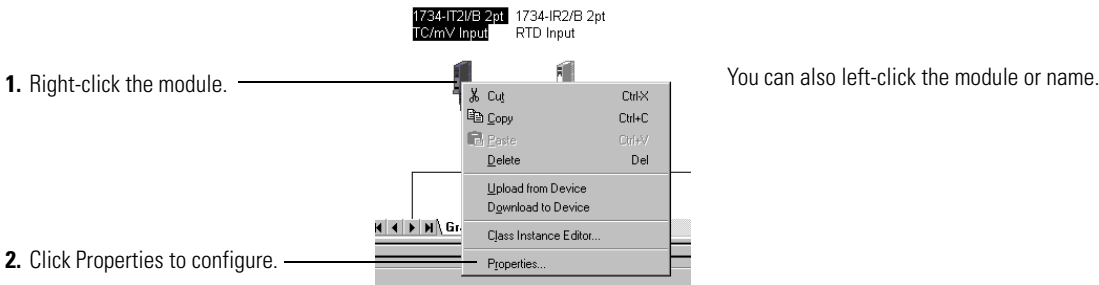 1734-IT2I/B 2pt 1734-IR2/B 2pt
TC/mV Input RTD Input
1. Right-click the module.
You can also left-click the module or name.
Cut Ctrl-X
Copy Ctrl+C
Paste Ctrl+V
Delete Del
Upload from Device
Download to Device
Gr
Class Instance Editor...
2. Click Properties to configure.
Properties...